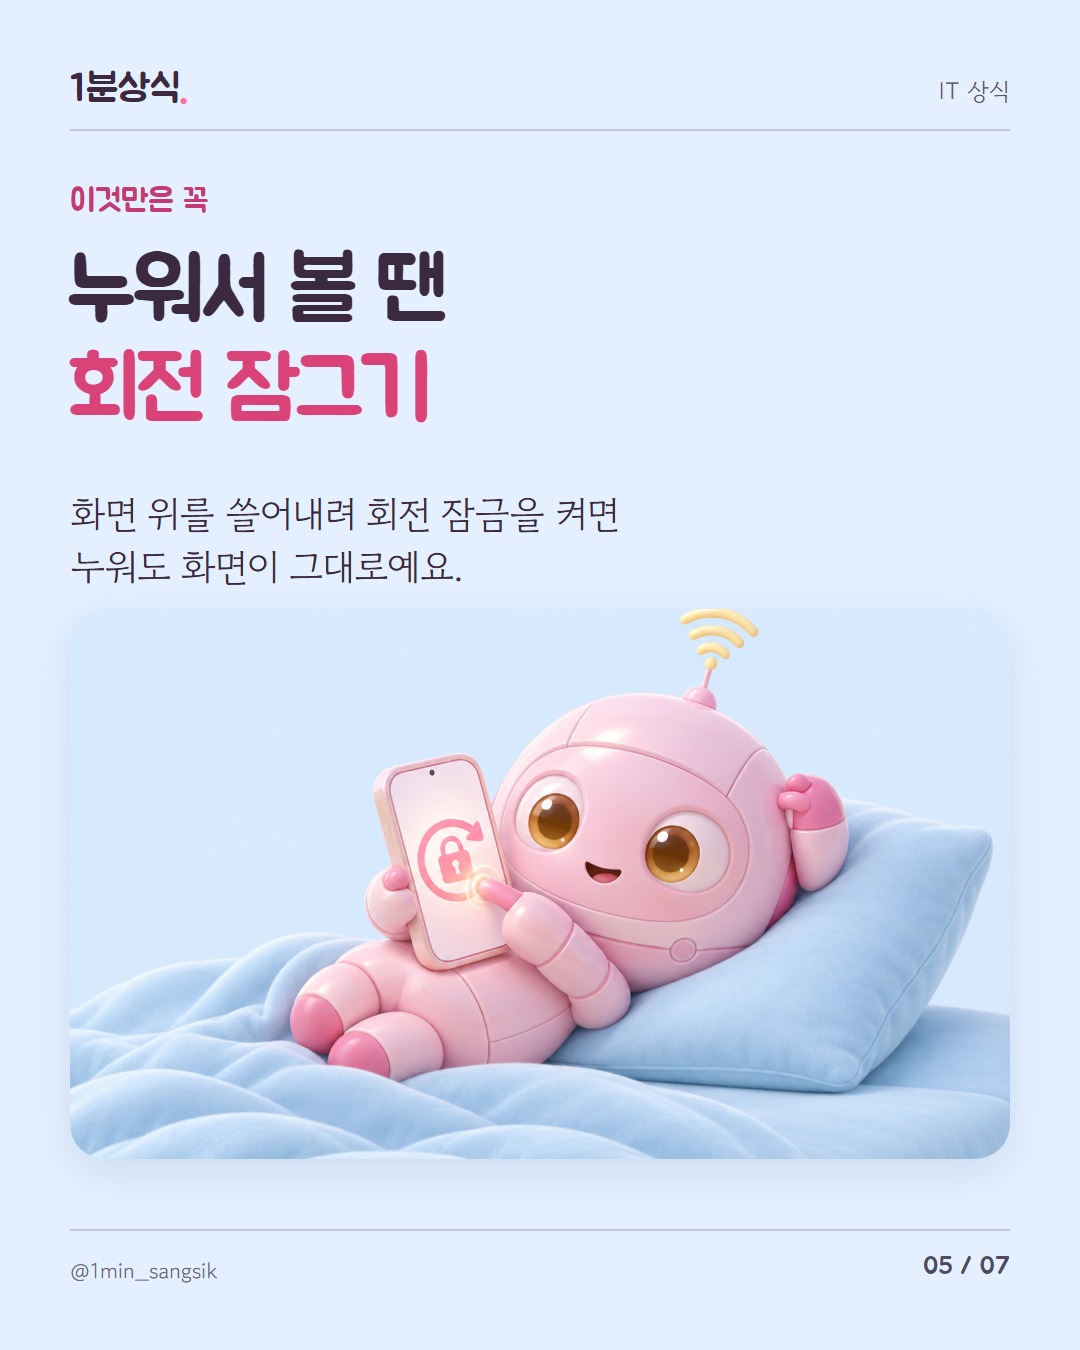 1분상식.
IT 상식
이것만은 꼭
누워서 볼 땐
회전 잠그기
화면 위를 쓸어내려 회전 잠금을 켜면
누워도 화면이 그대로예요.
@1min_sangsik
05 / 07